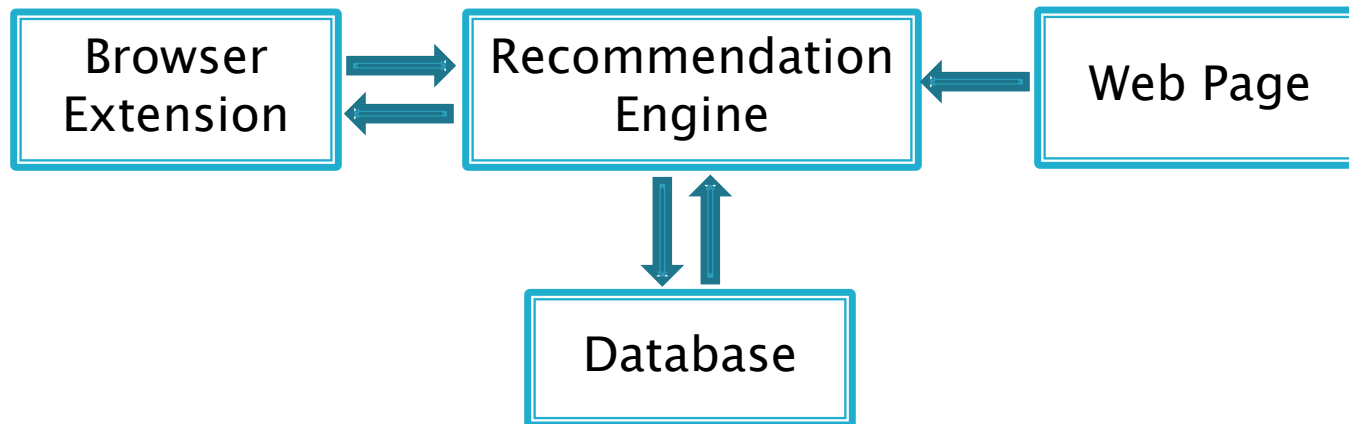 Browser
Extension
Recommendation
Engine
Web Page
Database